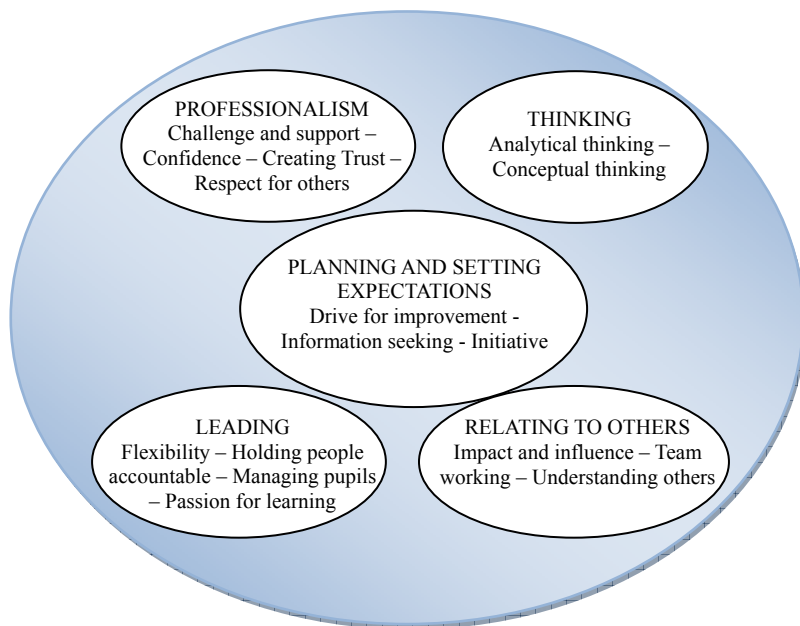 PROFESSIONALISM
Challenge and support –
Confidence – Creating Trust –
Respect for others
THINKING
Analytical thinking –
Conceptual thinking
PLANNING AND SETTING
EXPECTATIONS
Drive for improvement -
Information seeking - Initiative
LEADING
Flexibility – Holding people
accountable – Managing pupils
– Passion for learning
RELATING TO OTHERS
Impact and influence – Team
working – Understanding others